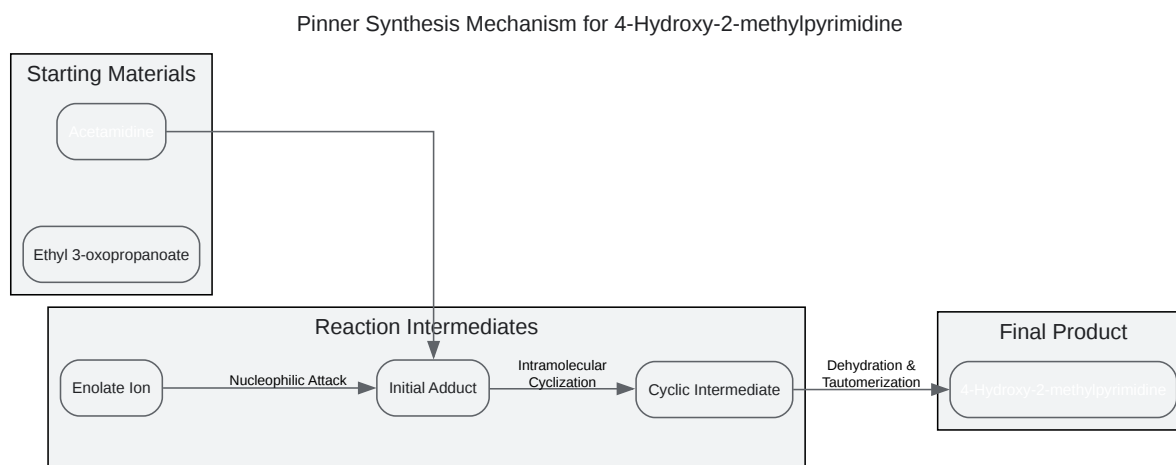 Pinner Synthesis Mechanism for 4-Hydroxy-2-methylpyrimidine
Starting Materials
Acetamidine
Ethyl 3-oxopropanoate
Reaction Intermediates
Enolate Ion
Nucleophilic Attack
Initial Adduct
Intramolecular
Cyclization
Cyclic Intermediate
Dehydration &
Tautomerization
Final Product
4-Hydroxy-2-methylpyrimidine